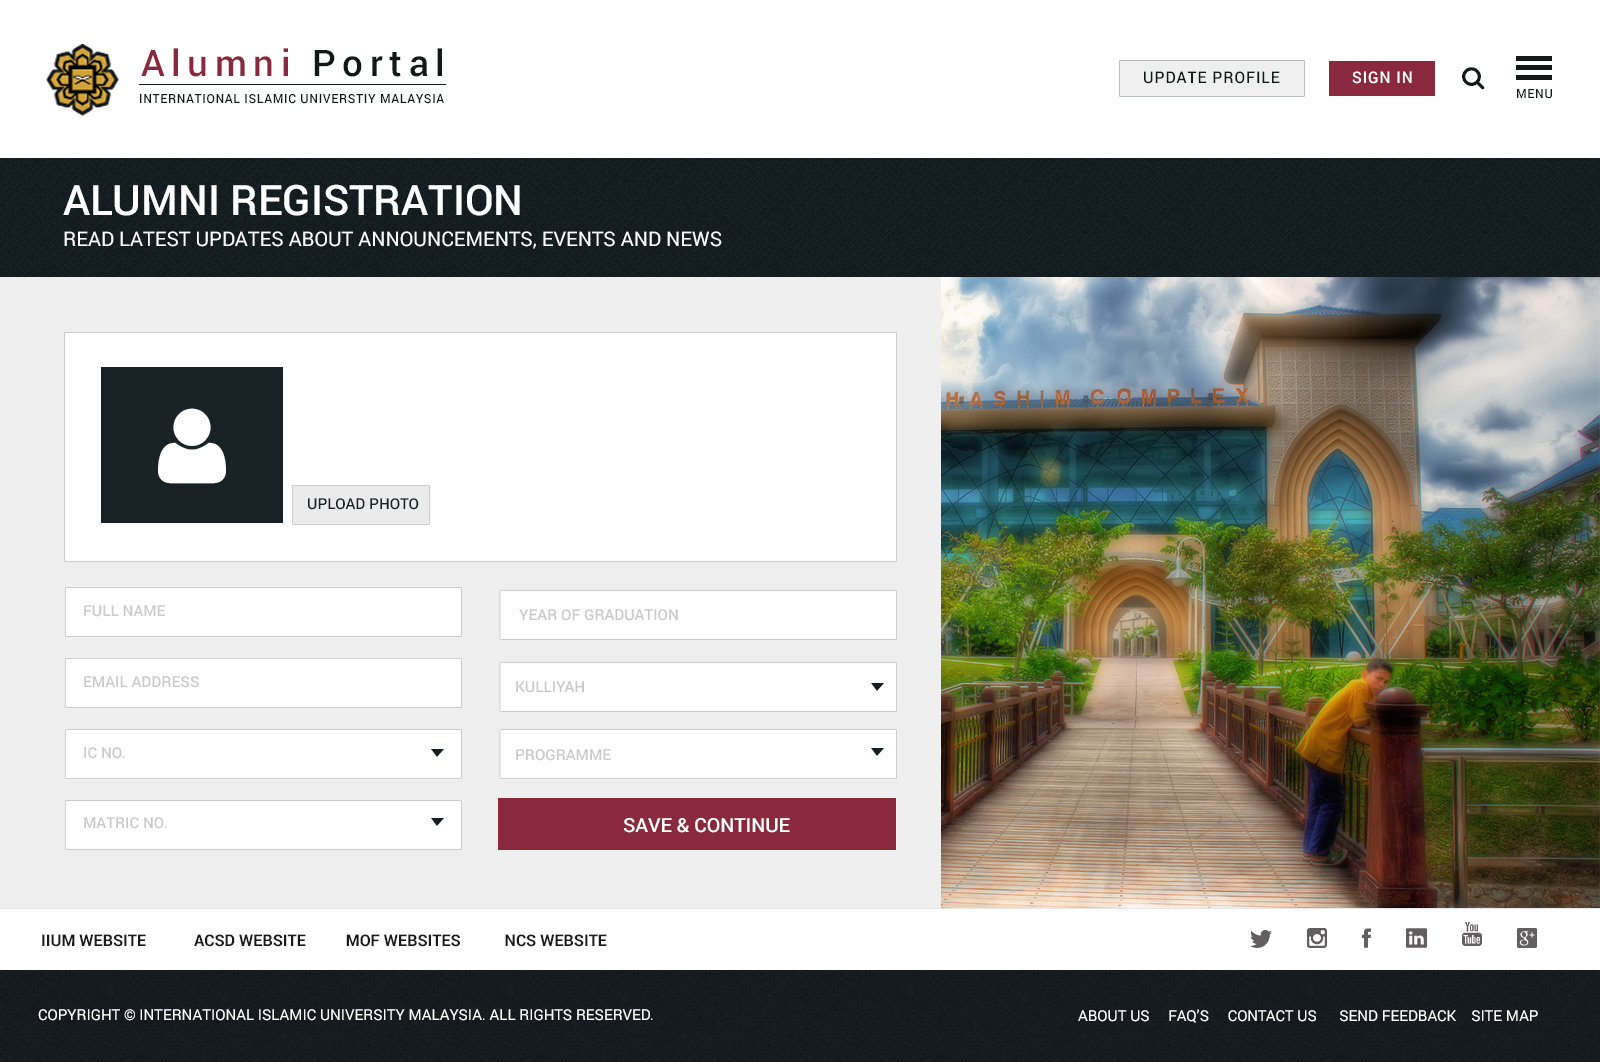 Alumni Portal
INTERNATIONAL ISLAMIC UNIVERSTIY MALAYSIA
UPDATE PROFILE
SIGN IN
MENU
ALUMNI REGISTRATION
READ LATEST UPDATES ABOUT ANNOUNCEMENTS, EVENTS AND NEWS
HASHIM COMPLEX
UPLOAD PHOTO
FULL NAME
YEAR OF GRADUATION
EMAIL ADDRESS
KULLIYAH
IC NO.
PROGRAMME
MATRIC NO.
SAVE & CONTINUE
IIUM WEBSITE
ACSD WEBSITE
MOF WEBSITES
NCS WEBSITE
You
Tube
COPYRIGHT © INTERNATIONAL ISLAMIC UNIVERSITY MALAYSIA. ALL RIGHTS RESERVED.
ABOUT US
FAQ'S
CONTACT US
SEND FEEDBACK
SITE MAP